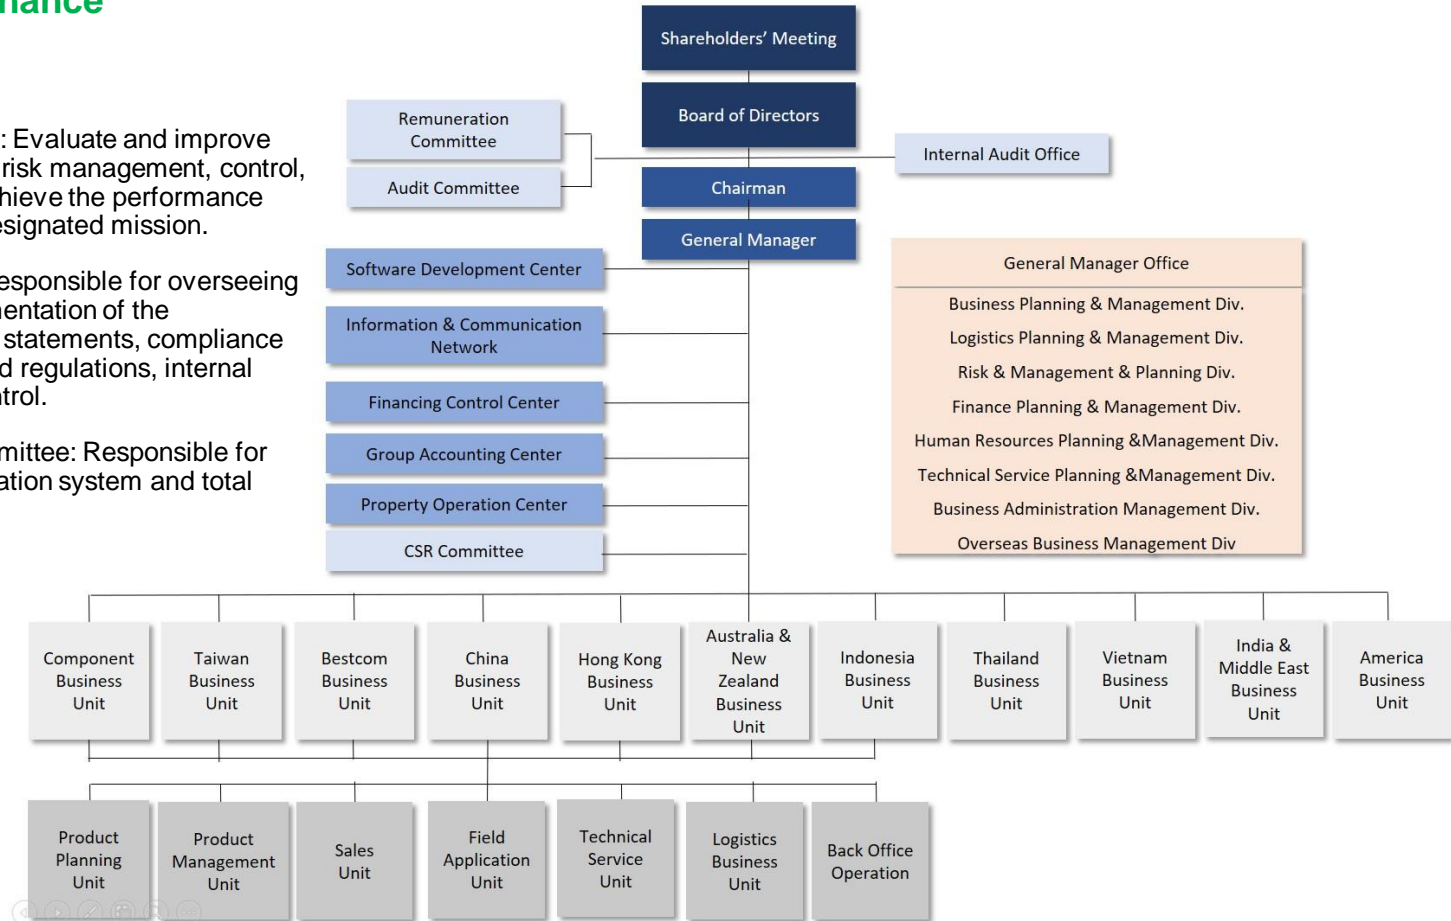 nance
: Evaluate and improve
risk management, control,
hieve the performance
esignated mission.
esponsible for overseeing
mentation of the
statements, compliance
d regulations, internal
ntrol.
mmittee: Responsible for
ation system and total
Shareholders' Meeting
Board of Directors
Remuneration
Committee
Audit Committee
Internal Audit Office
Chairman
General Manager
Software Development Center
Information & Communication
Network
Financing Control Center
Group Accounting Center
Property Operation Center
CSR Committee
General Manager Office
Business Planning & Management Div.
Logistics Planning & Management Div.
Risk & Management & Planning Div.
Finance Planning & Management Div.
Human Resources Planning &Management Div.
Technical Service Planning &Management Div.
Business Administration Management Div.
Overseas Business Management Div
Component
Business
Unit
Taiwan
Business
Unit
Bestcom
Business
Unit
China
Business
Unit
Hong Kong
Business
Unit
Australia &
New
Zealand
Business
Unit
Indonesia
Business
Unit
Thailand
Business
Unit
Vietnam
Business
Unit
India &
Middle East
Business
Unit
America
Business
Unit
Product
Planning
Unit
Product
Management
Unit
Sales
Unit
Field
Application
Unit
Technical
Service
Unit
Logistics
Business
Unit
Back Office
Operation